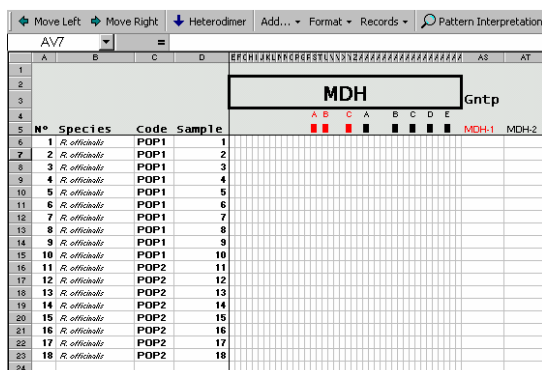 Move Left Move Right Heterodimer Add... Format Records Pattern Interpretation
AV7 =
A B C D AS AT
1
2
MDH
3 Gntp
4 A B C A B C D E
5 Nº Species Code Sample MDH-1 MDH-2
6 1 R. officinalis POP1 1
7 2 R. officinalis POP1 2
8 3 R. officinalis POP1 3
9 4 R. officinalis POP1 4
10 5 R. officinalis POP1 5
11 6 R. officinalis POP1 6
12 7 R. officinalis POP1 7
13 8 R. officinalis POP1 8
14 9 R. officinalis POP1 9
15 10 R. officinalis POP1 10
16 11 R. officinalis POP2 11
17 12 R. officinalis POP2 12
18 13 R. officinalis POP2 13
19 14 R. officinalis POP2 14
20 15 R. officinalis POP2 15
21 16 R. officinalis POP2 16
22 17 R. officinalis POP2 17
23 18 R. officinalis POP2 18
24